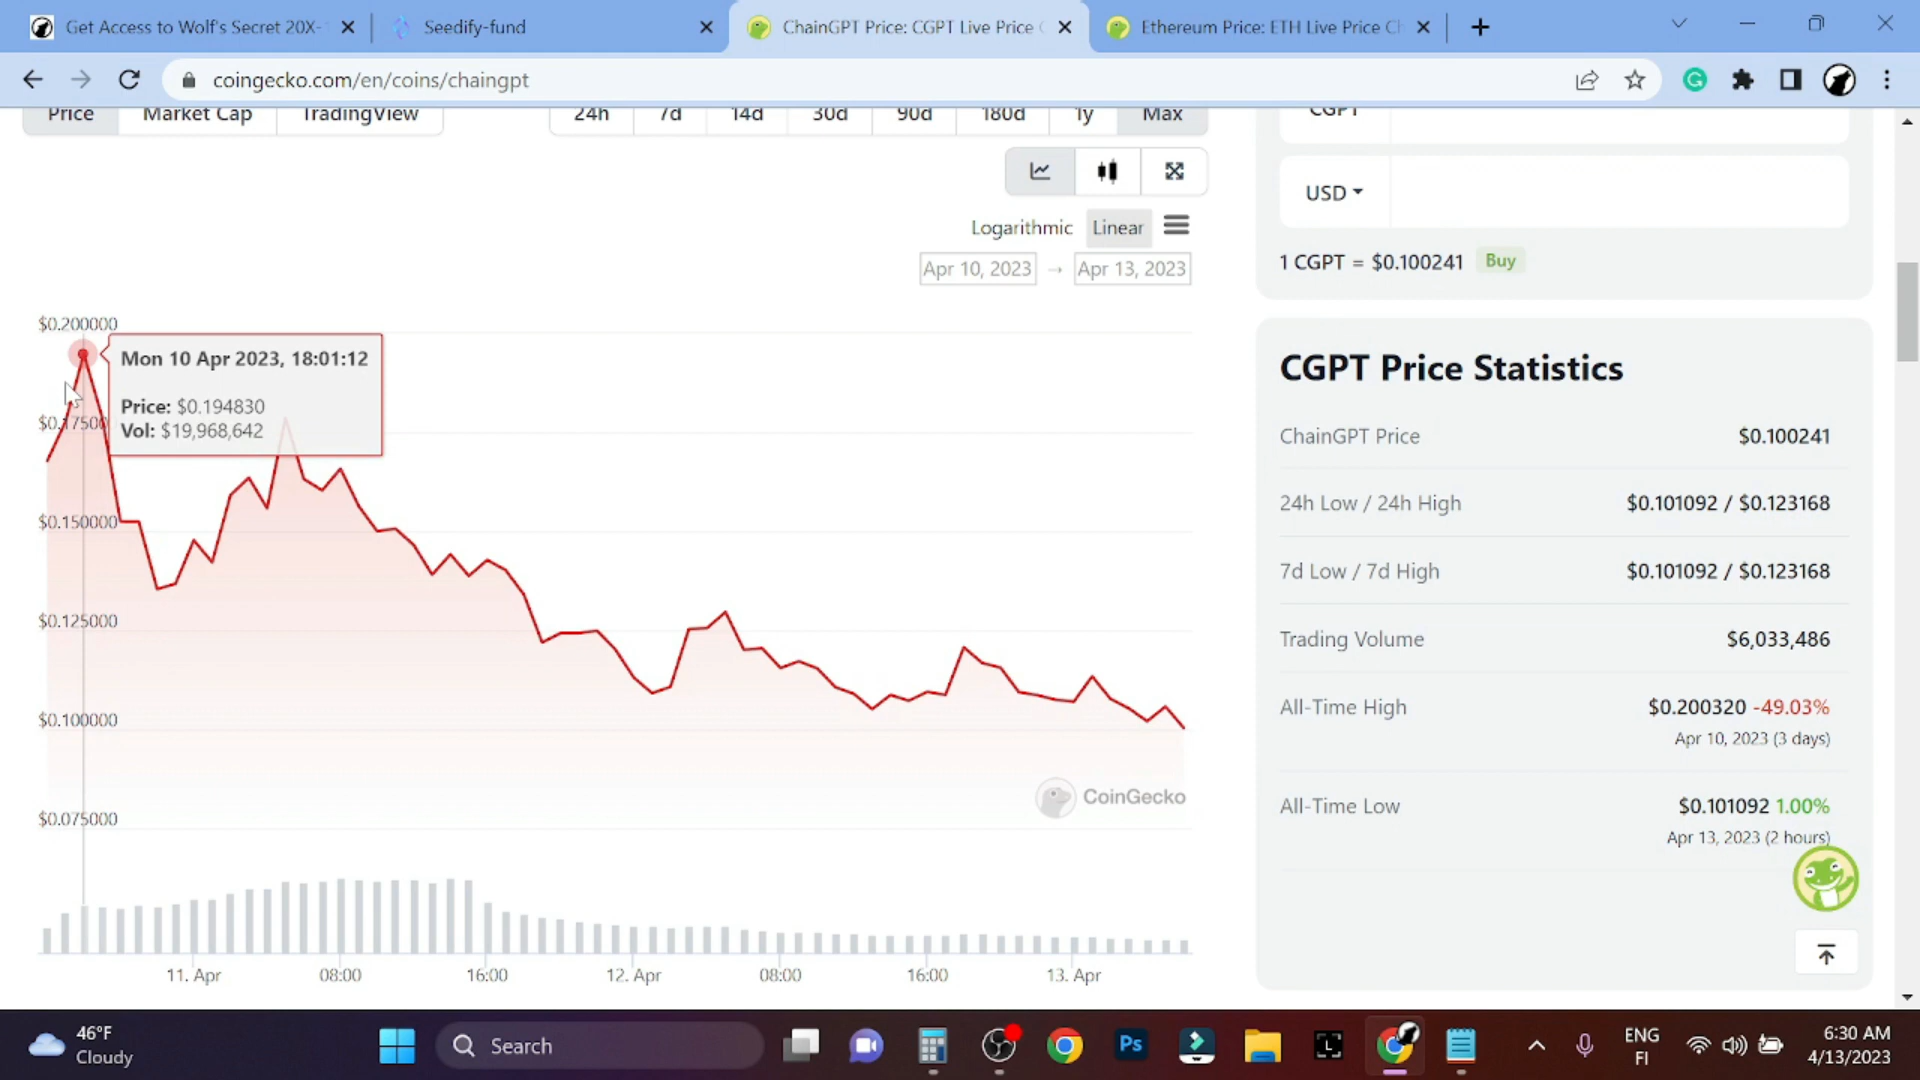 Get Access to Wolf's Secret 20X-
Seedify-fund
ChainGPT Price: CGPT Live Price
Ethereum Price: ETH Live Price Ch
coingecko.com/en/coins/chaingpt
Price Market Cap TradingView
24h 7d 14d 30d 90d 180d 1y Max
CGPT
USD
Logarithmic Linear
Apr 10, 2023 → Apr 13, 2023
1 CGPT = $0.100241 Buy
$0.200000
Mon 10 Apr 2023, 18:01:12
Price: $0.194830
Vol: $19,968,642
$0.17500
$0.150000
$0.125000
$0.100000
$0.075000
CoinGecko
11. Apr 08:00 16:00 12. Apr 08:00 16:00 13. Apr
CGPT Price Statistics
ChainGPT Price $0.100241
24h Low / 24h High $0.101092 / $0.123168
7d Low / 7d High $0.101092 / $0.123168
Trading Volume $6,033,486
All-Time High $0.200320 -49.03%
Apr 10, 2023 (3 days)
All-Time Low $0.101092 1.00%
Apr 13, 2023 (2 hours)
46°F
Cloudy
Search
Ps
L
ENG
FI
6:30 AM
4/13/2023